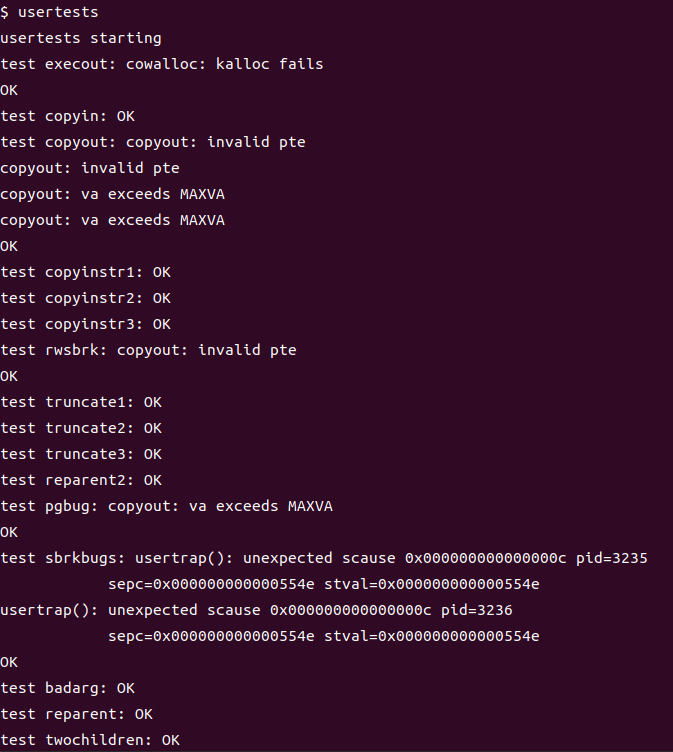 $ usertests
usertests starting
test execout: cowalloc: kalloc fails
OK
test copyin: OK
test copyout: copyout: invalid pte
copyout: invalid pte
copyout: va exceeds MAXVA
copyout: va exceeds MAXVA
OK
test copyinstr1: OK
test copyinstr2: OK
test copyinstr3: OK
test rwsbrk: copyout: invalid pte
OK
test truncate1: OK
test truncate2: OK
test truncate3: OK
test reparent2: OK
test pgbug: copyout: va exceeds MAXVA
OK
test sbrkbugs: usertrap(): unexpected scause 0x000000000000000c pid=3235
            sepc=0x000000000000554e stval=0x000000000000554e
usertrap(): unexpected scause 0x000000000000000c pid=3236
            sepc=0x000000000000554e stval=0x000000000000554e
OK
test badarg: OK
test reparent: OK
test twochildren: OK